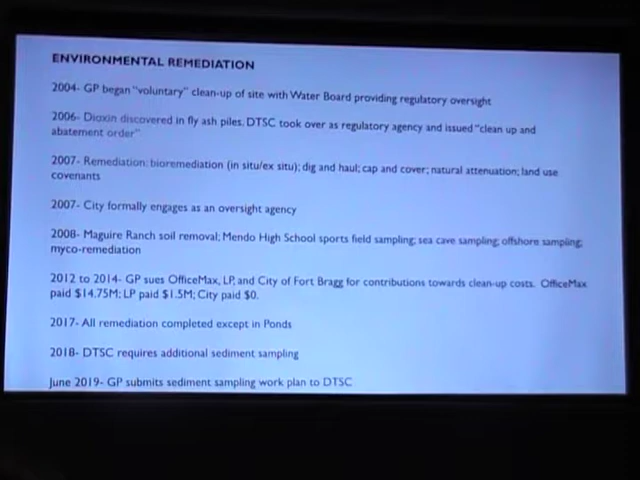 ENVIRONMENTAL REMEDIATION
2004- GP began "voluntary" clean-up of site with Water Board providing regulatory oversight
2006- Dioxin discovered in fly ash piles. DTSC took over as regulatory agency and issued "clean up and
abatement order"
2007- Remediation: bioremediation (in situ/ex situ); dig and haul; cap and cover; natural attenuation; land use
covenants
2007- City formally engages as an oversight agency
2008- Maguire Ranch soil removal; Mendo High School sports field sampling; sea cave sampling; offshore sampling;
myco-remediation
2012 to 2014- GP sues OfficeMax, LP, and City of Fort Bragg for contributions towards clean-up costs. OfficeMax
paid $14.75M; LP paid $1.5M; City paid $0.
2017- All remediation completed except in Ponds
2018- DTSC requires additional sediment sampling
June 2019- GP submits sediment sampling work plan to DTSC